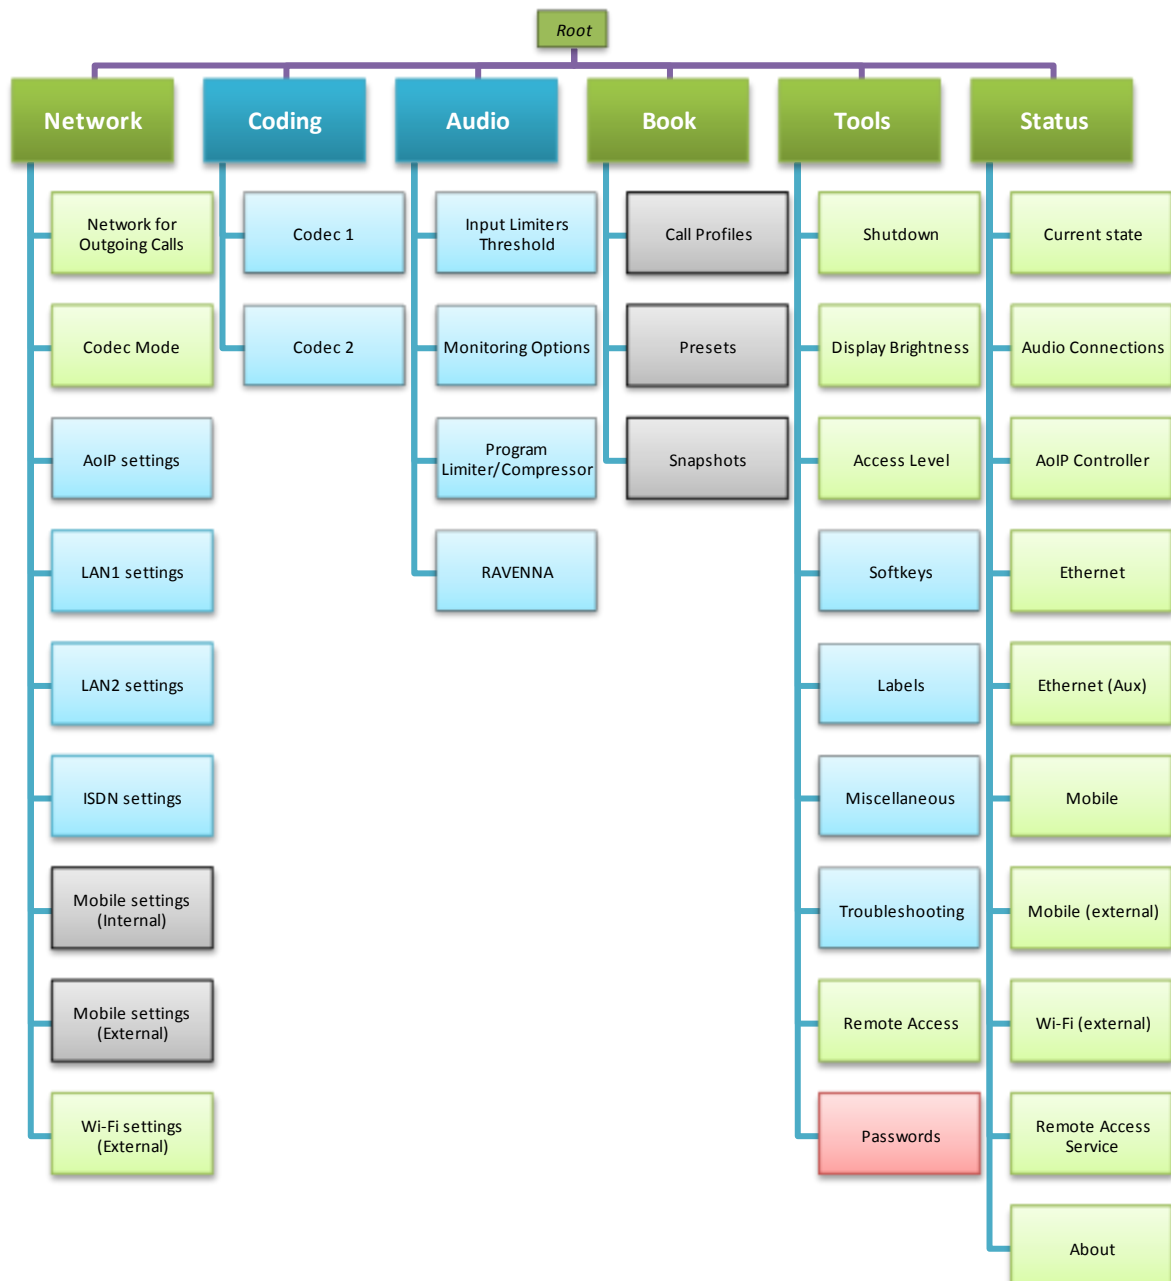 Root
Network
Coding
Audio
Book
Tools
Status
Network for
Outgoing Calls
Codec Mode
AoIP settings
LAN1 settings
LAN2 settings
ISDN settings
Mobile settings
(Internal)
Mobile settings
(External)
Wi-Fi settings
(External)
Codec 1
Codec 2
Input Limiters
Threshold
Monitoring Options
Program
Limiter/Compressor
RAVENNA
Call Profiles
Presets
Snapshots
Shutdown
Display Brightness
Access Level
Softkeys
Labels
Miscellaneous
Troubleshooting
Remote Access
Passwords
Current state
Audio Connections
AoIP Controller
Ethernet
Ethernet (Aux)
Mobile
Mobile (external)
Wi-Fi (external)
Remote Access
Service
About